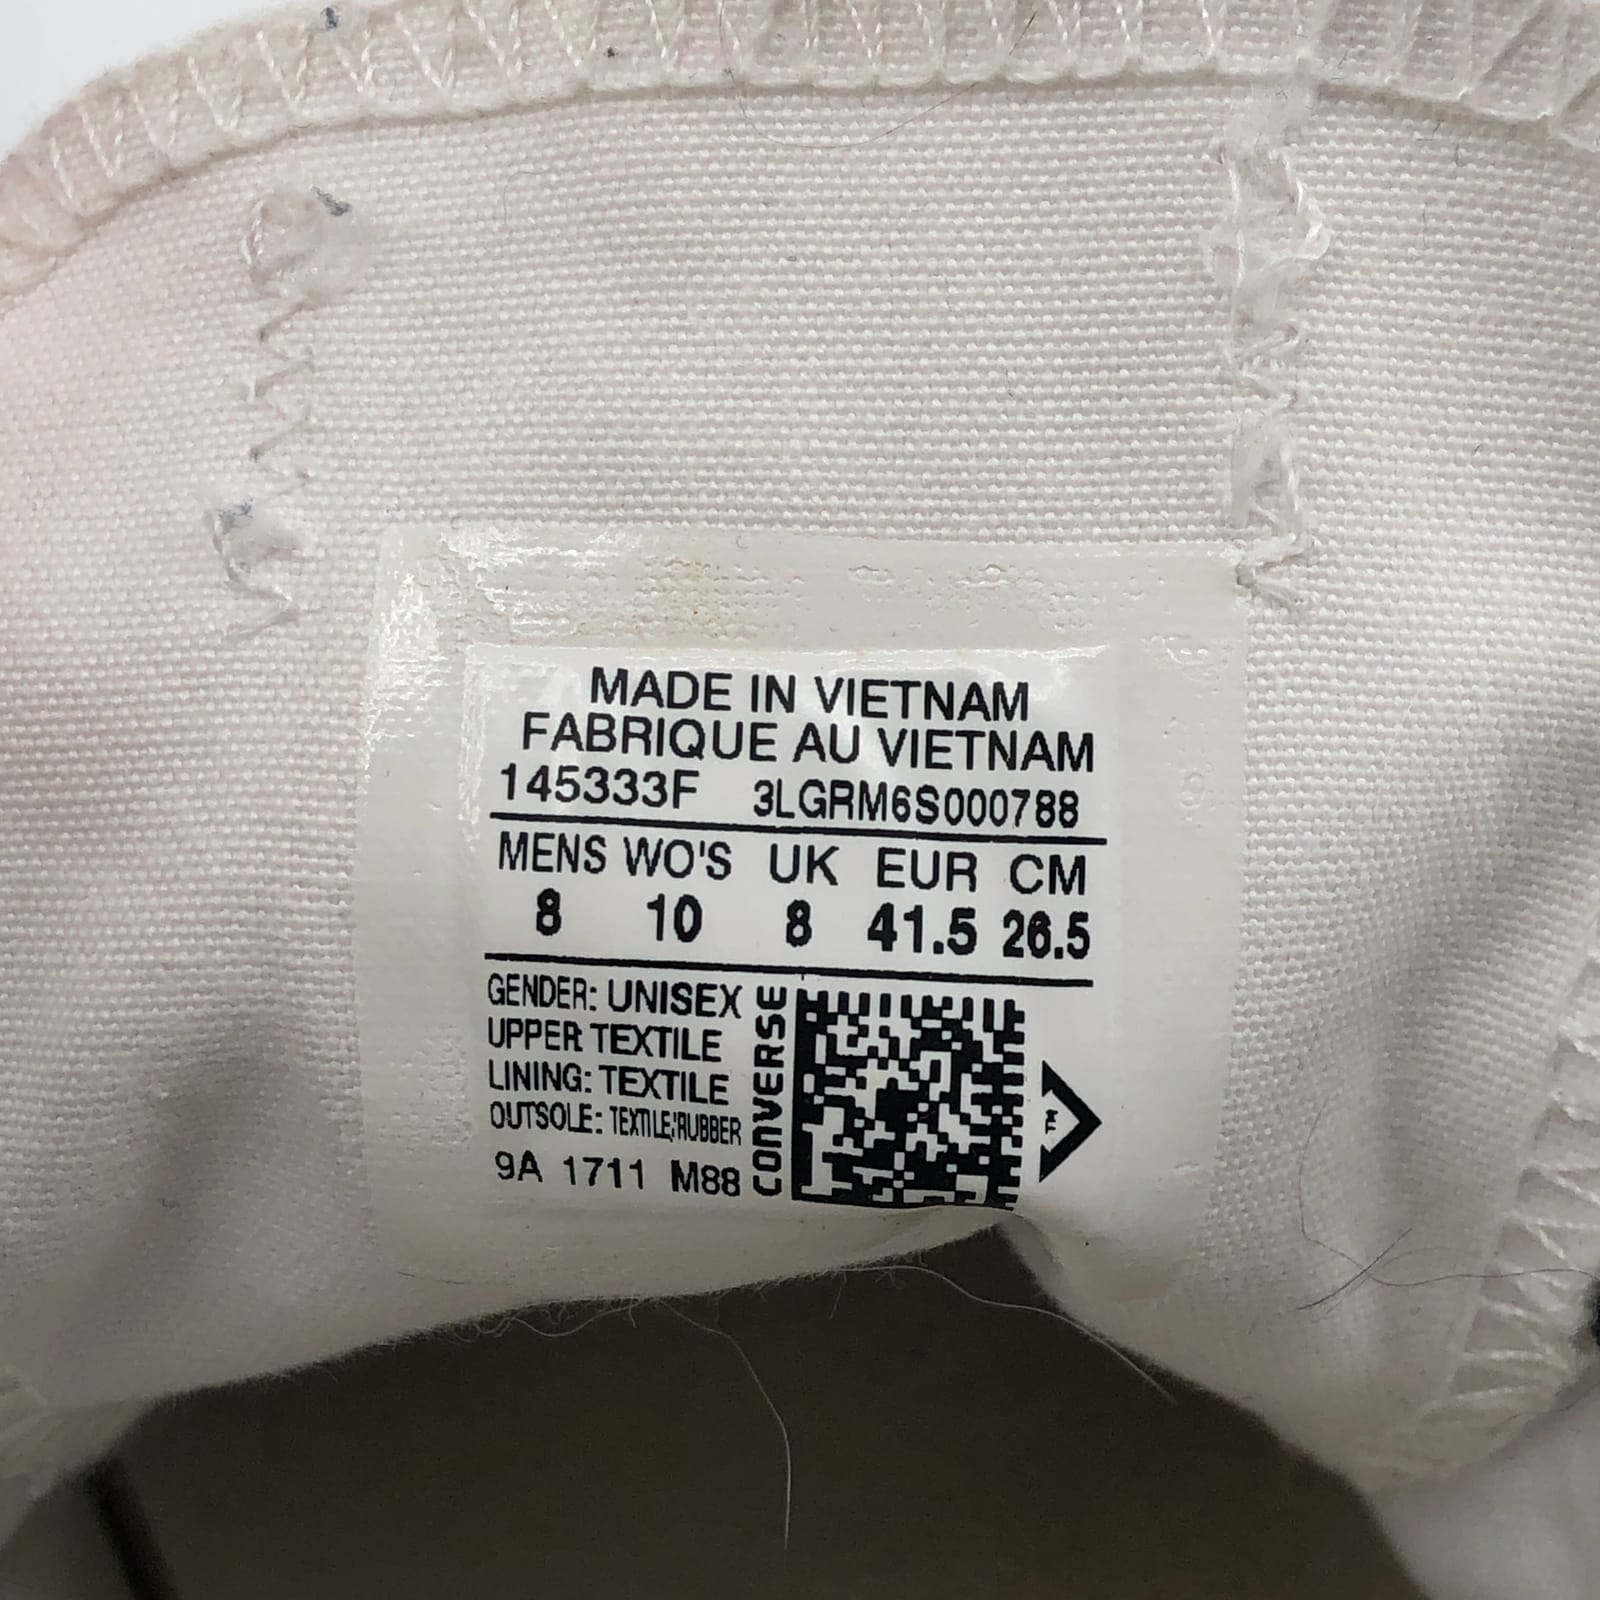 MADE IN VIETNAM
FABRIQUE AU VIETNAM
145333F 3LGRM6S000788
MENS WO'S UK EUR CM
8 10 8 41.5 26.5
GENDER: UNISEX
UPPER: TEXTILE
LINING: TEXTILE
OUTSOLE: TEXTILE/RUBBER
9A 1711 M88
CONVERSE
TM